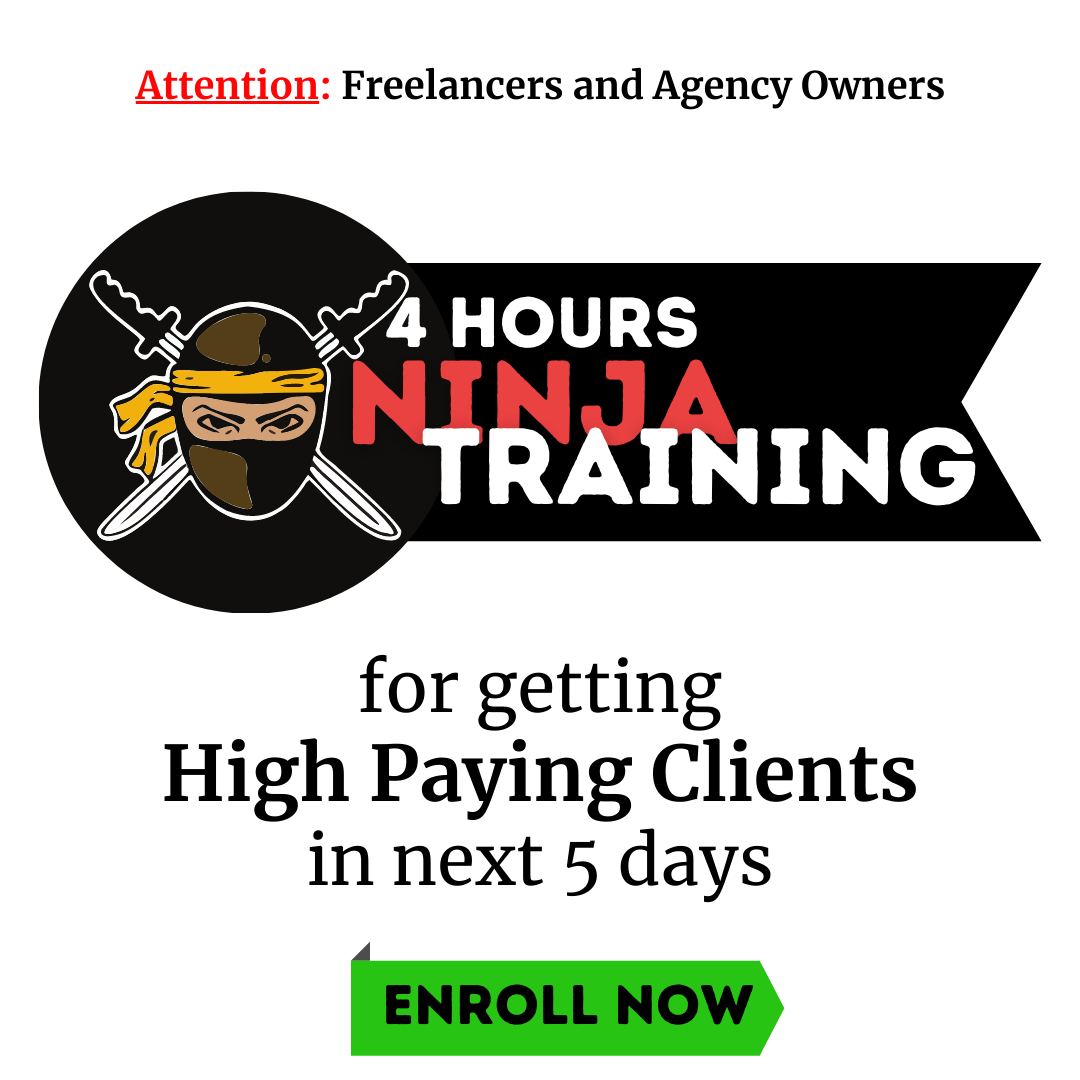 Attention: Freelancers and Agency Owners
4 HOURS
NINJA
TRAINING
for getting
High Paying Clients
in next 5 days
ENROLL NOW